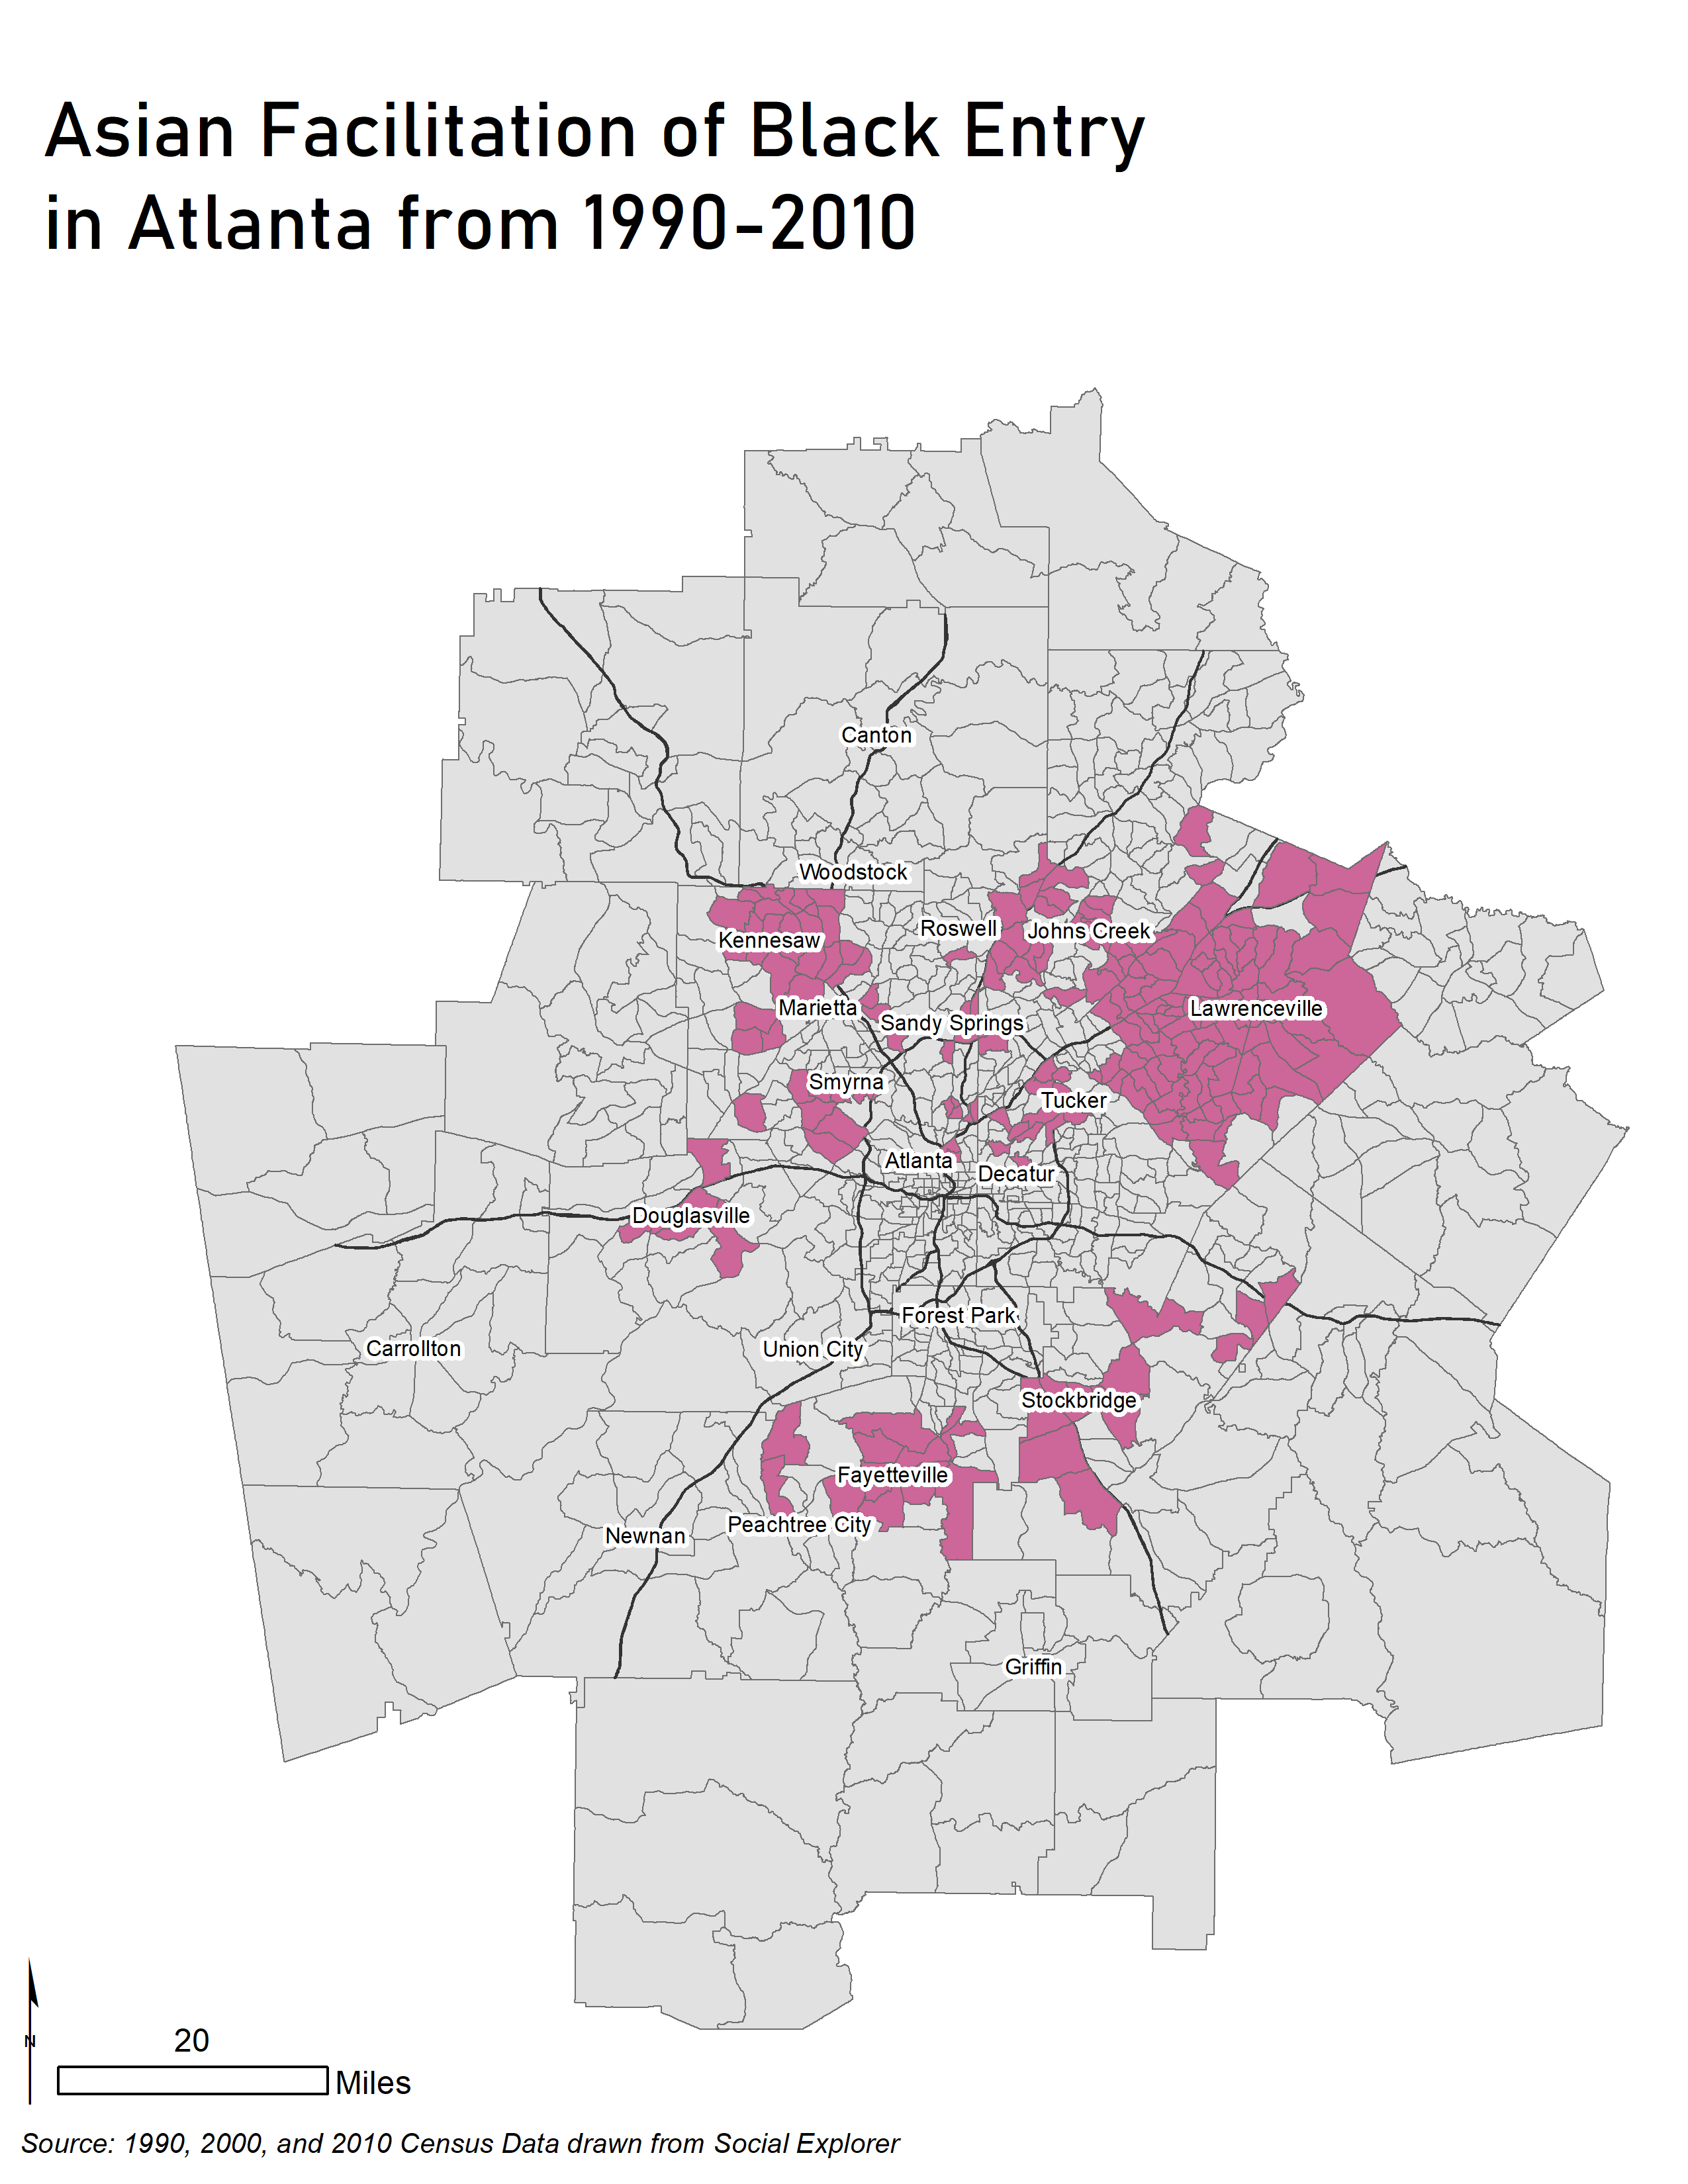 Asian Facilitation of Black Entry
in Atlanta from 1990-2010
Canton
Woodstock
Roswell
Johns Creek
Kennesaw
Marietta
Lawrenceville
Sandy Springs
Smyrna
Tucker
Atlanta
Decatur
Douglasville
Forest Park
Carrollton
Union City
Stockbridge
Fayetteville
Peachtree City
Newnan
Griffin
N
20
Miles
Source: 1990, 2000, and 2010 Census Data drawn from Social Explorer